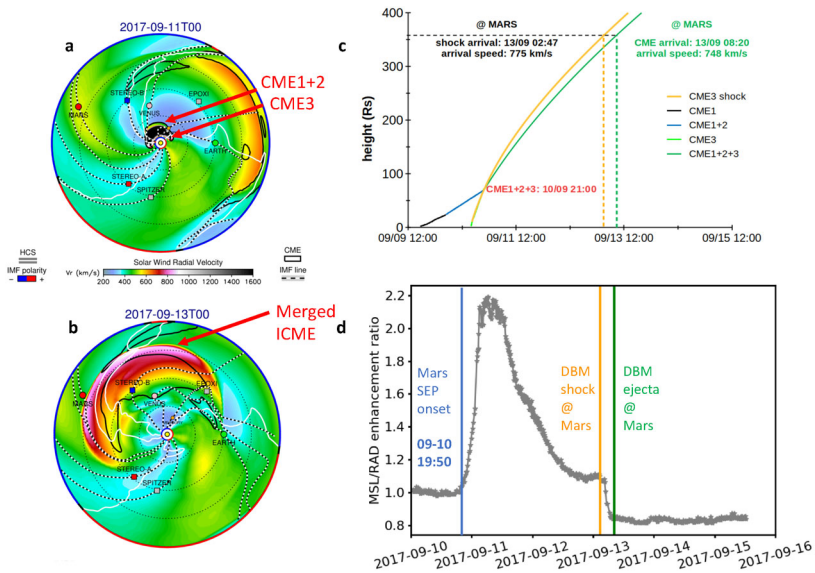 2017-09-11T00
a
CME1+2
CME3
STEREO-B
EPOXI
MARS
VENUS
EARTH
STEREO-A
SPITZER
HCS
IMF polarity
- +
Solar Wind Radial Velocity
Vr (km/s)
200 400 600 800 1000 1200 1400 1600
CME
IMF line
2017-09-13T00
b
Merged
ICME
STEREO-B
EPOXI
MARS
VENUS
EARTH
STEREO-A
SPITZER
c
400
300
200
100
0
height (Rs)
@ MARS
shock arrival: 13/09 02:47
arrival speed: 775 km/s
@ MARS
CME arrival: 13/09 08:20
arrival speed: 748 km/s
CME3 shock
CME1
CME1+2
CME3
CME1+2+3
CME1+2+3: 10/09 21:00
09/09 12:00
09/11 12:00
09/13 12:00
09/15 12:00
d
2.2
2.0
1.8
1.6
1.4
1.2
1.0
0.8
MSL/RAD enhancement ratio
Mars
SEP
onset
09-10
19:50
DBM
shock
@
Mars
DBM
ejecta
@
Mars
2017-09-10
2017-09-11
2017-09-12
2017-09-13
2017-09-14
2017-09-15
2017-09-16